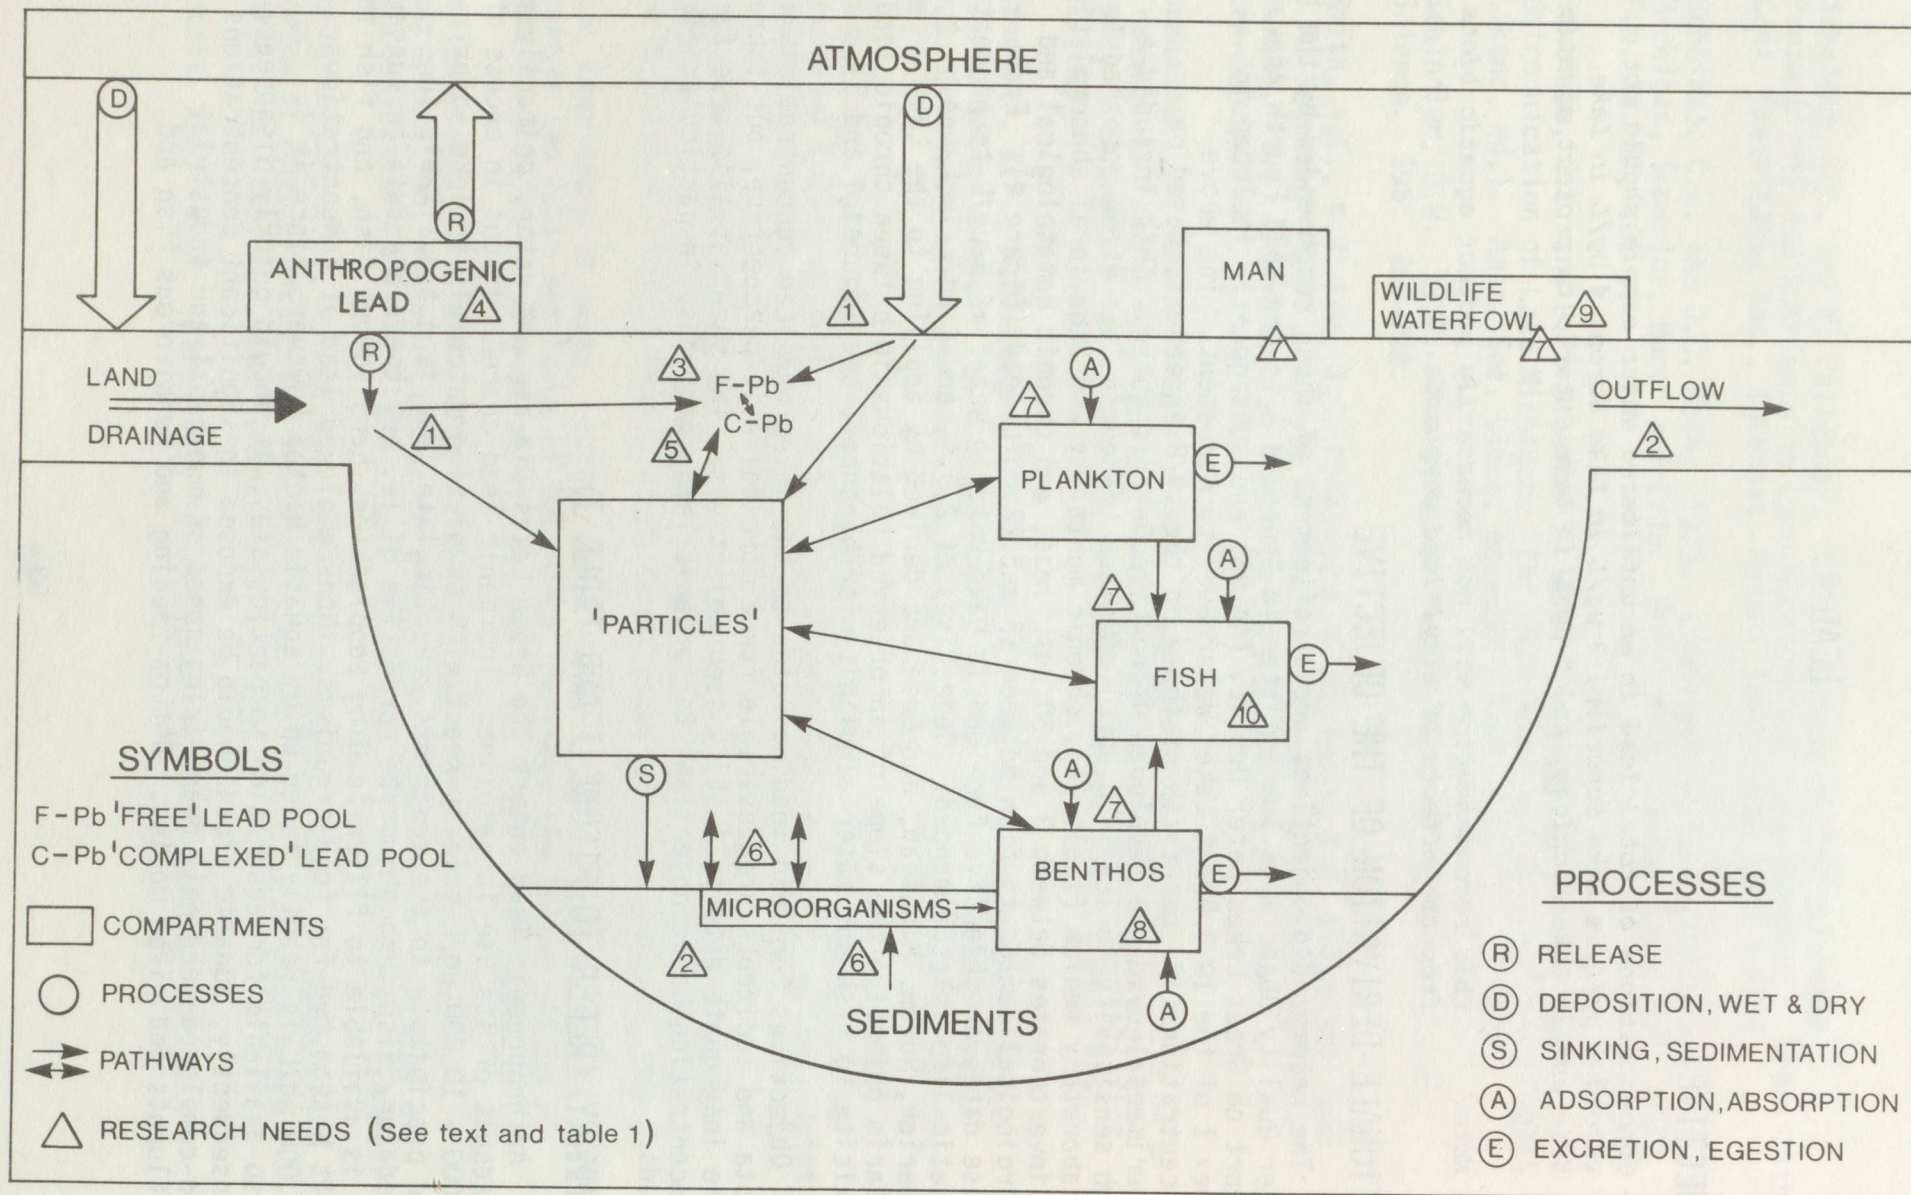 ATMOSPHERE
D
D
R
ANTHROPOGENIC
LEAD
4
1
MAN
7
WILDLIFE
WATERFOWL
9
7
R
LAND
DRAINAGE
1
3
F-Pb
C-Pb
5
A
7
PLANKTON
E
OUTFLOW
2
'PARTICLES'
A
7
FISH
10
E
S
A
7
BENTHOS
8
E
6
MICROORGANISMS
2
6
A
SEDIMENTS
SYMBOLS
F-Pb 'FREE' LEAD POOL
C-Pb 'COMPLEXED' LEAD POOL
COMPARTMENTS
PROCESSES
PATHWAYS
RESEARCH NEEDS (See text and table 1)
PROCESSES
R RELEASE
D DEPOSITION, WET & DRY
S SINKING, SEDIMENTATION
A ADSORPTION, ABSORPTION
E EXCRETION, EGESTION